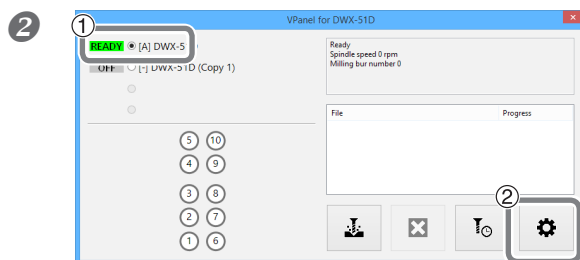 2
VPanel for DWX-51D
1
READY [A] DWX-5
OFF [-] DWX-51D (Copy 1)
Ready
Spindle speed 0 rpm
Milling bur number 0
File Progress
5 10
4 9
3 8
2 7
1 6
2